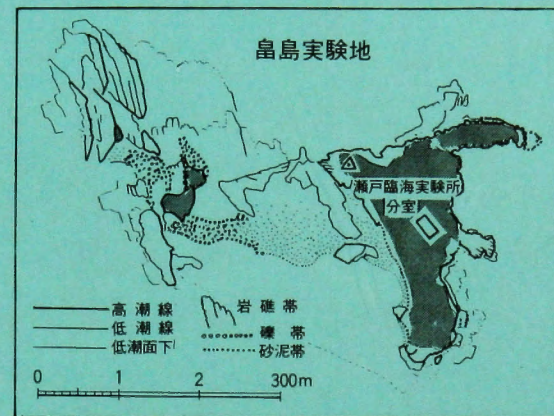 畠島実験地
瀬戸臨海実験所
分室
高潮線
低潮線
低潮面下
岩礁帯
礫帯
砂泥帯
0 1 2 300m